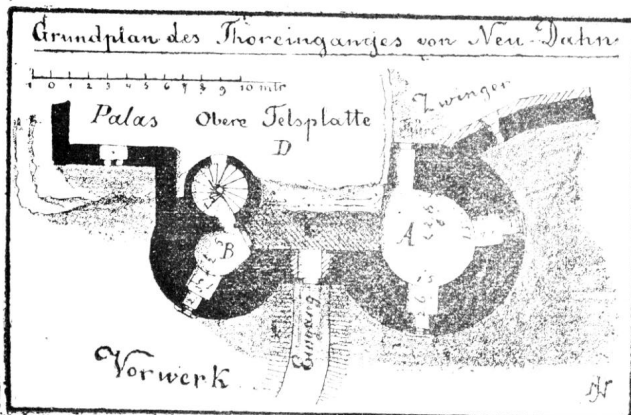 Grundplan des Thoreinganges von Neu-Dahn
1 0 1 2 3 4 5 6 7 8 9 10 mtr
Palas Obere Felsplatte
D
Zwinger
A
B
Eingang
Vorwerk